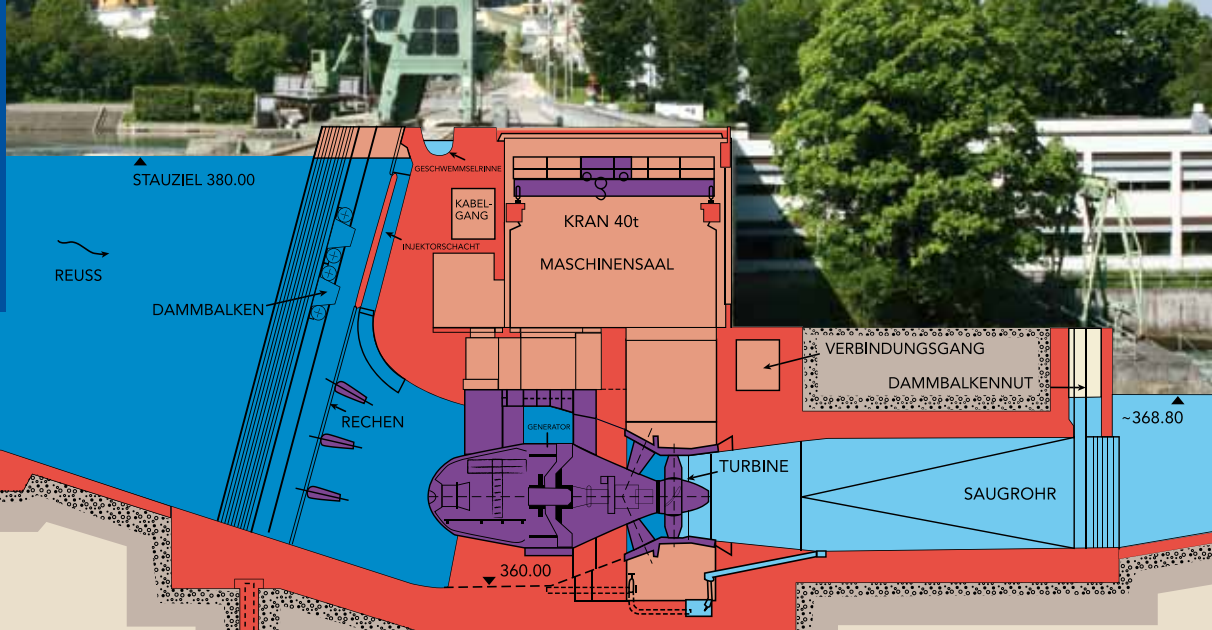 GESCHWEMMSELRINNE
STAUZIEL 380.00
KABEL-
GANG
KRAN 40t
INJEKTORSCHACHT
MASCHINENSAAL
REUSS
DAMMBALKEN
VERBINDUNGSGANG
DAMMBALKENNUT
~368.80
RECHEN
GENERATOR
TURBINE
SAUGROHR
360.00